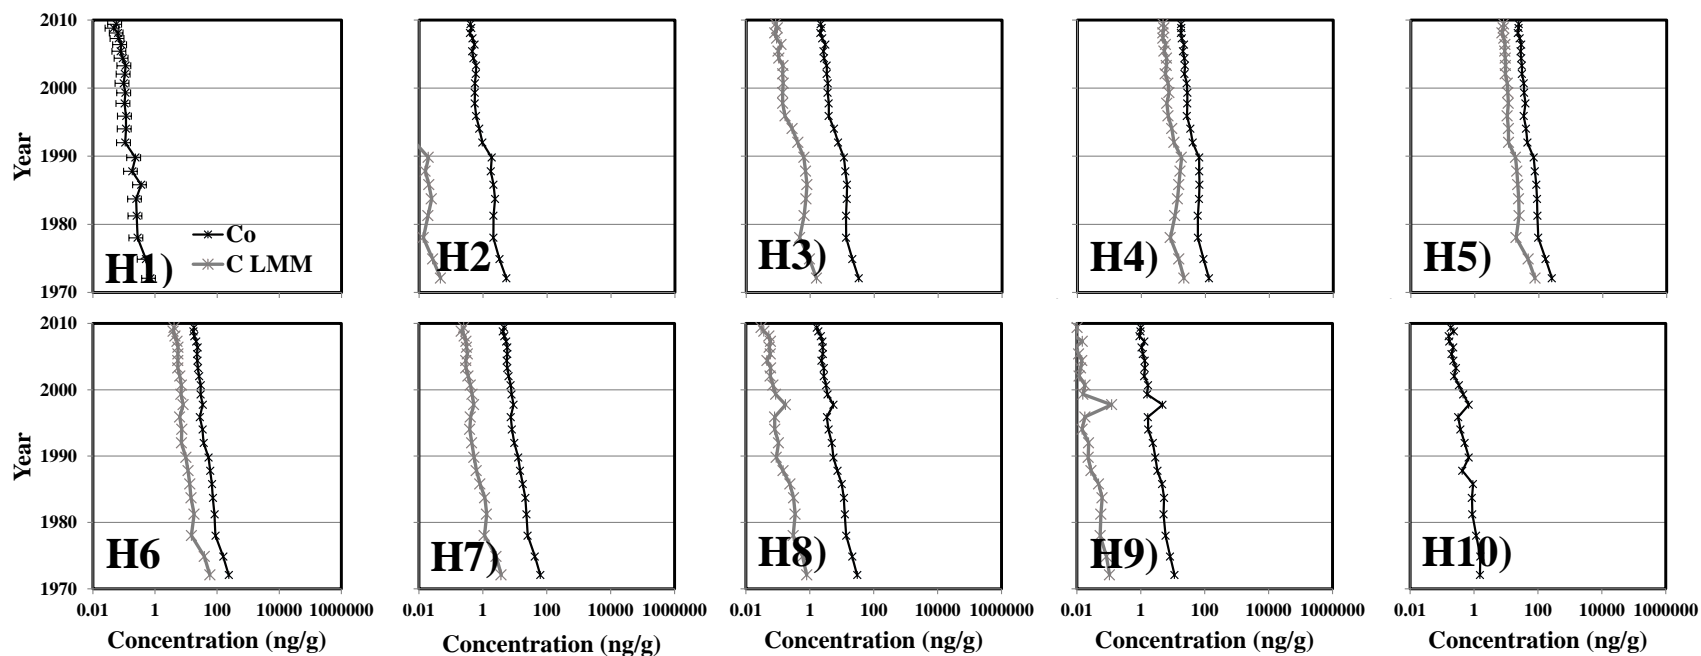 2010
2000
1990
1980
1970
Year
H1)
Co
C LMM
H2
H3)
H4)
H5)
2010
2000
1990
1980
1970
Year
H6
H7)
H8)
H9)
H10)
0.01 1 100 10000 1000000
0.01 1 100 10000 1000000
0.01 1 100 10000 1000000
0.01 1 100 10000 1000000
0.01 1 100 10000 1000000
Concentration (ng/g)
Concentration (ng/g)
Concentration (ng/g)
Concentration (ng/g)
Concentration (ng/g)